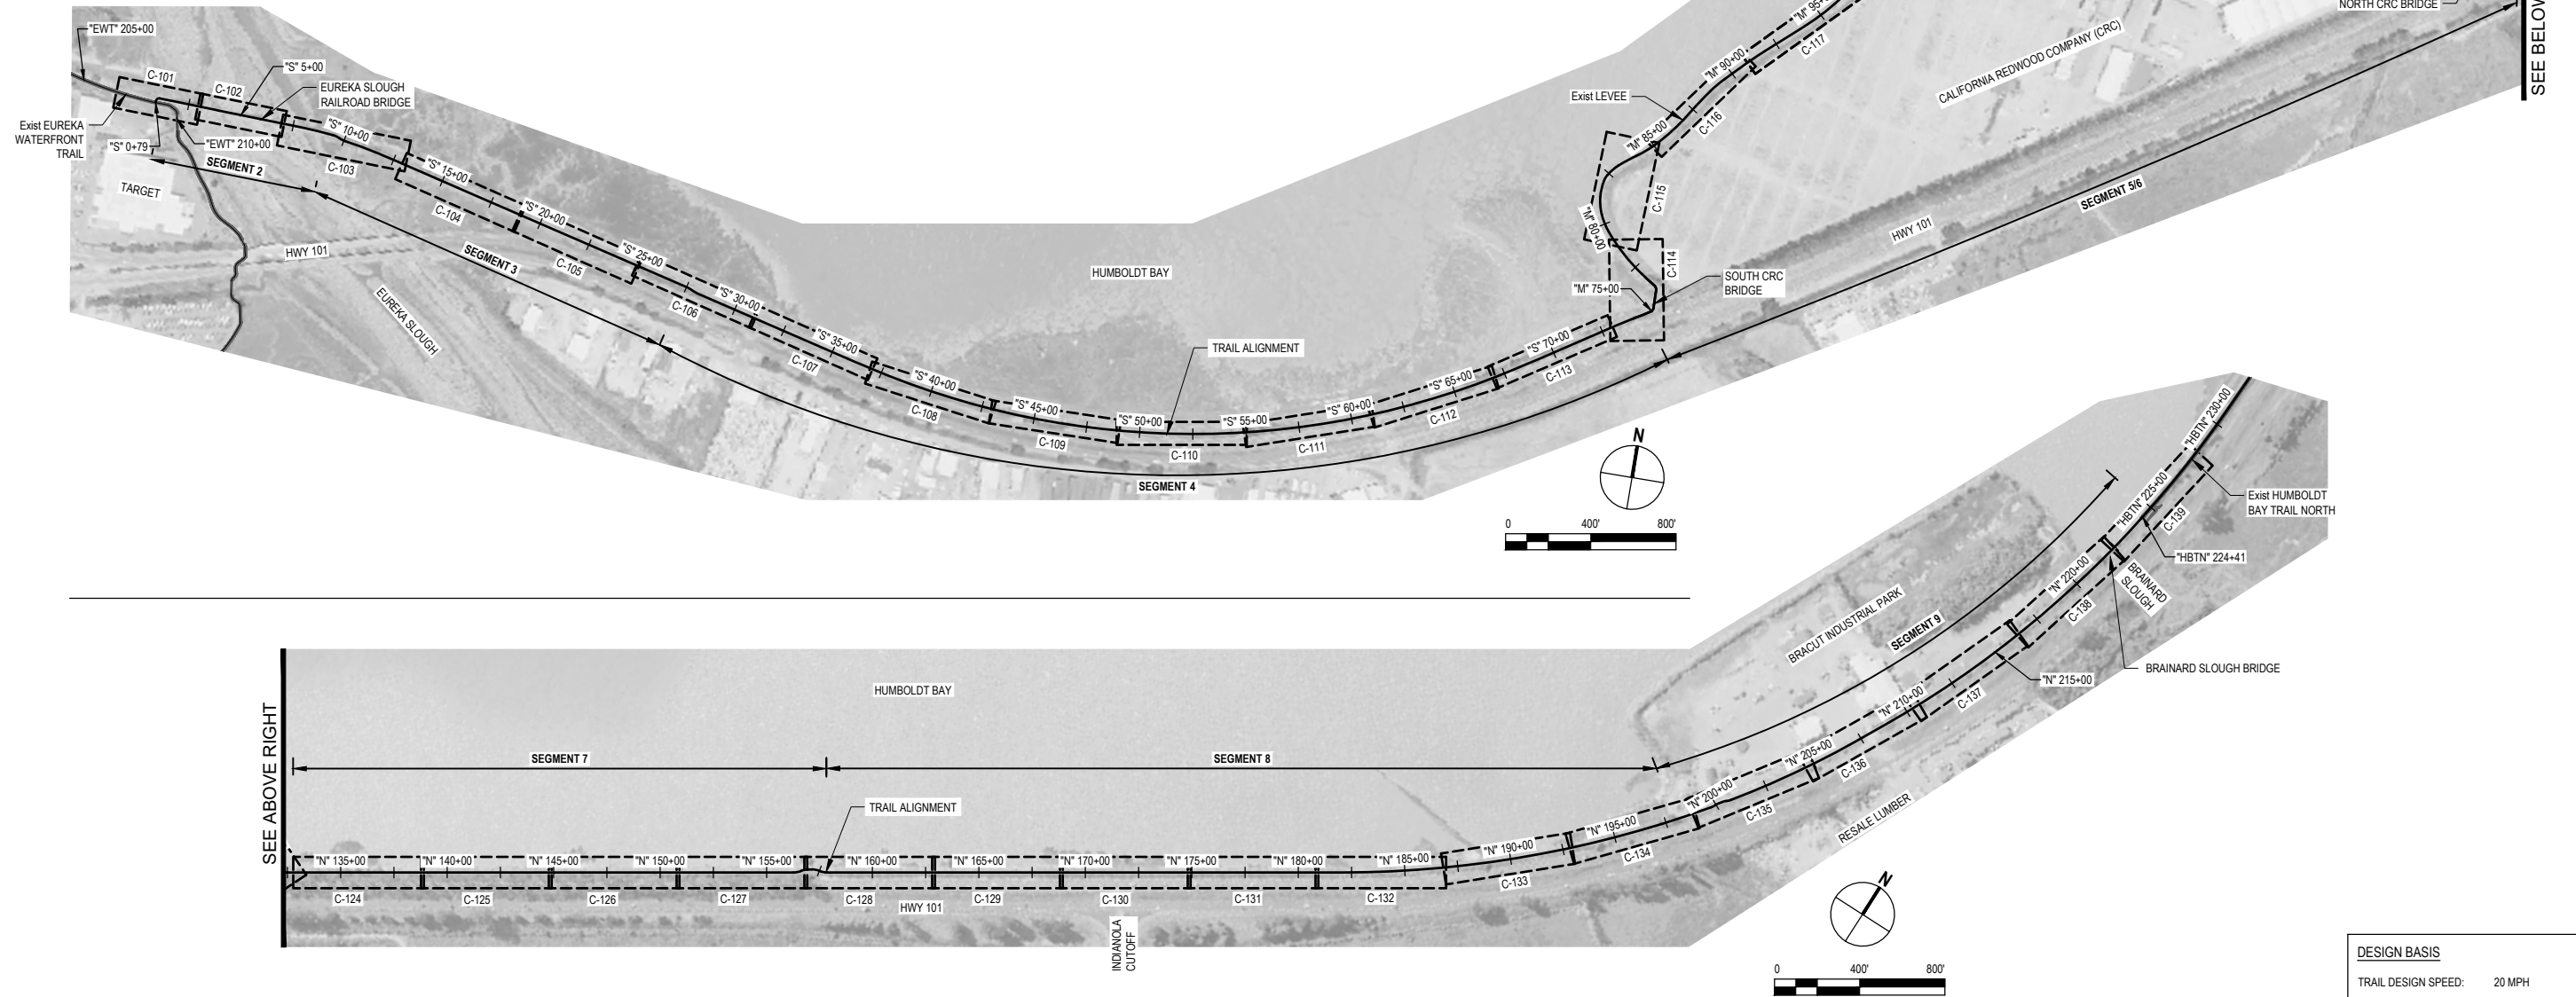 "EWT" 205+00
C-101
C-102
"S" 5+00
EUREKA SLOUGH
RAILROAD BRIDGE
Exist EUREKA
WATERFRONT
TRAIL
"S" 0+79
"EWT" 210+00
SEGMENT 2
TARGET
"S" 10+00
C-103
"S" 15+00
C-104
"S" 20+00
C-105
HWY 101
SEGMENT 3
EUREKA SLOUGH
"S" 25+00
C-106
"S" 30+00
C-107
"S" 35+00
C-108
"S" 40+00
C-109
"S" 45+00
HUMBOLDT BAY
TRAIL ALIGNMENT
"S" 50+00
C-110
"S" 55+00
C-111
"S" 60+00
C-112
"S" 65+00
C-113
"S" 70+00
SEGMENT 4
C-114
"M" 75+00
SOUTH CRC
BRIDGE
"M" 80+00
C-115
"M" 85+00
Exist LEVEE
C-116
"M" 90+00
C-117
CALIFORNIA REDWOOD COMPANY (CRC)
HWY 101
SEGMENT 5/6
NORTH CRC BRIDGE
SEE BELOW
N
0 400' 800'
SEE ABOVE RIGHT
HUMBOLDT BAY
SEGMENT 7
SEGMENT 8
TRAIL ALIGNMENT
"N" 135+00
"N" 140+00
"N" 145+00
"N" 150+00
"N" 155+00
"N" 160+00
"N" 165+00
"N" 170+00
"N" 175+00
"N" 180+00
"N" 185+00
"N" 190+00
"N" 195+00
"N" 200+00
"N" 205+00
"N" 210+00
"N" 215+00
"N" 220+00
"HBTN" 225+00
"HBTN" 230+00
C-124
C-125
C-126
C-127
C-128
HWY 101
C-129
C-130
C-131
C-132
C-133
C-134
C-135
C-136
C-137
C-138
C-139
INDIANOLA
CUTOFF
RESALE LUMBER
BRACUT INDUSTRIAL PARK
SEGMENT 9
BRAINARD
SLOUGH
BRAINARD SLOUGH BRIDGE
"HBTN" 224+41
Exist HUMBOLDT
BAY TRAIL NORTH
N
0 400' 800'
DESIGN BASIS
TRAIL DESIGN SPEED: 20 MPH